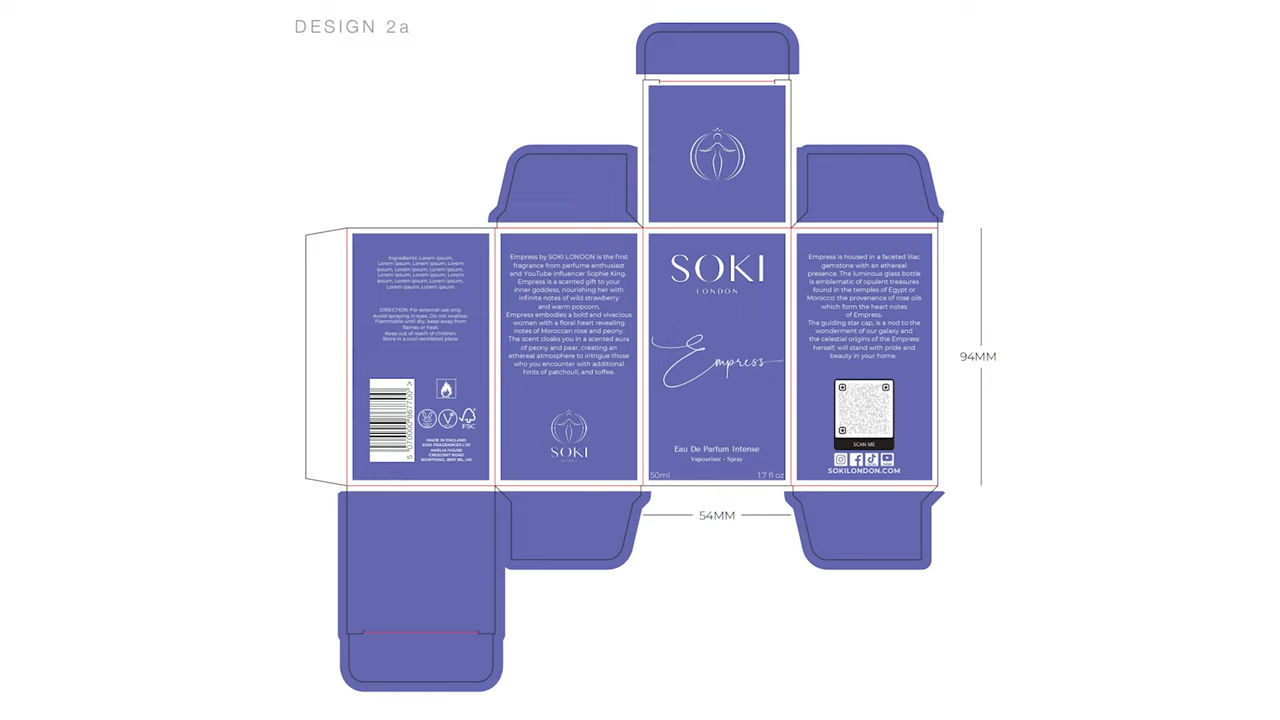 DESIGN 2a
Ingredients: Lorem ipsum,
Lorem ipsum, Lorem ipsum, Lorem
ipsum, Lorem ipsum, Lorem ipsum,
Lorem ipsum, Lorem ipsum, Lorem
ipsum, Lorem ipsum, Lorem ipsum,
Lorem ipsum, Lorem ipsum.
DIRECTION: For external use only.
Avoid spraying in eyes. Do not swallow.
Flammable until dry, keep away from
flames or heat.
Keep out of reach of children
Store in a cool ventilated place.
5 070000 867700 >
FSC
MADE IN ENGLAND
SOKI FRAGRANCES LTD
AMELIA HOUSE
CRESCENT ROAD
WORTHING, BN11 1RL, UK
Empress by SOKI LONDON is the first
fragrance from perfume enthusiast
and YouTube influencer Sophie King.
Empress is a scented gift to your
inner goddess, nourishing her with
infinite notes of wild strawberry
and warm popcorn.
Empress embodies a bold and vivacious
woman with a floral heart revealing
notes of Moroccan rose and peony.
The scent cloaks you in a scented aura
of peony and pear, creating an
ethereal atmosphere to intrigue those
who you encounter with additional
hints of patchouli, and toffee.
SOKI
SOKI
LONDON
Empress
Eau De Parfum Intense
Vapouriser - Spray
50ml
1.7 fl oz
Empress is housed in a faceted lilac
gemstone with an ethereal
presence. The luminous glass bottle
is emblematic of opulent treasures
found in the temples of Egypt or
Morocco: the provenance of rose oils
which form the heart notes
of Empress.
The guiding star cap, is a nod to the
wonderment of our galaxy and
the celestial origins of the Empress
herself, will stand with pride and
beauty in your home.
SCAN ME
SOKILONDON.COM
94MM
54MM